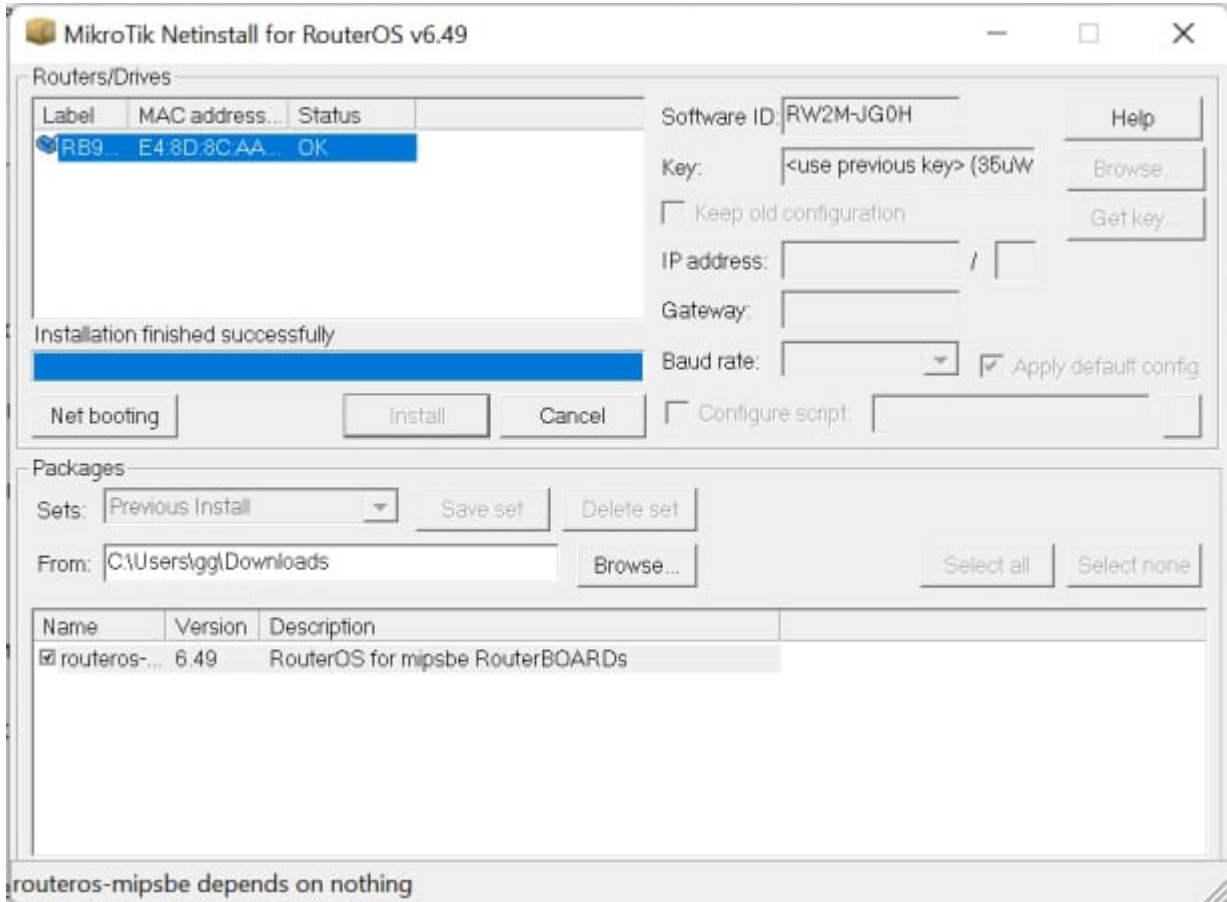 MikroTik Netinstall for RouterOS v6.49
Routers/Drives
Label MAC address... Status
RB9... E4:8D:8C:AA... OK
Installation finished successfully
Net booting Install Cancel
Software ID: RW2M-JG0H Help
Key: <use previous key> (35uW Browse...
Keep old configuration Get key...
IP address: /
Gateway:
Baud rate: Apply default config
Configure script:
Packages
Sets: Previous Install Save set Delete set
From: C:\Users\gg\Downloads Browse... Select all Select none
Name Version Description
routeros-... 6.49 RouterOS for mipsbe RouterBOARDs
routeros-mipsbe depends on nothing